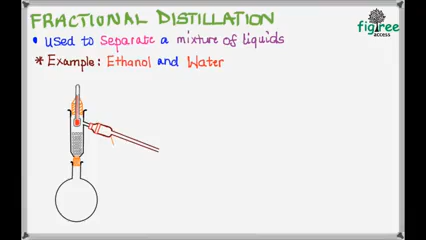 FRACTIONAL DISTILLATION
• Used to Separate a mixture of liquids
* Example: Ethanol and Water
figtree
ACCESS